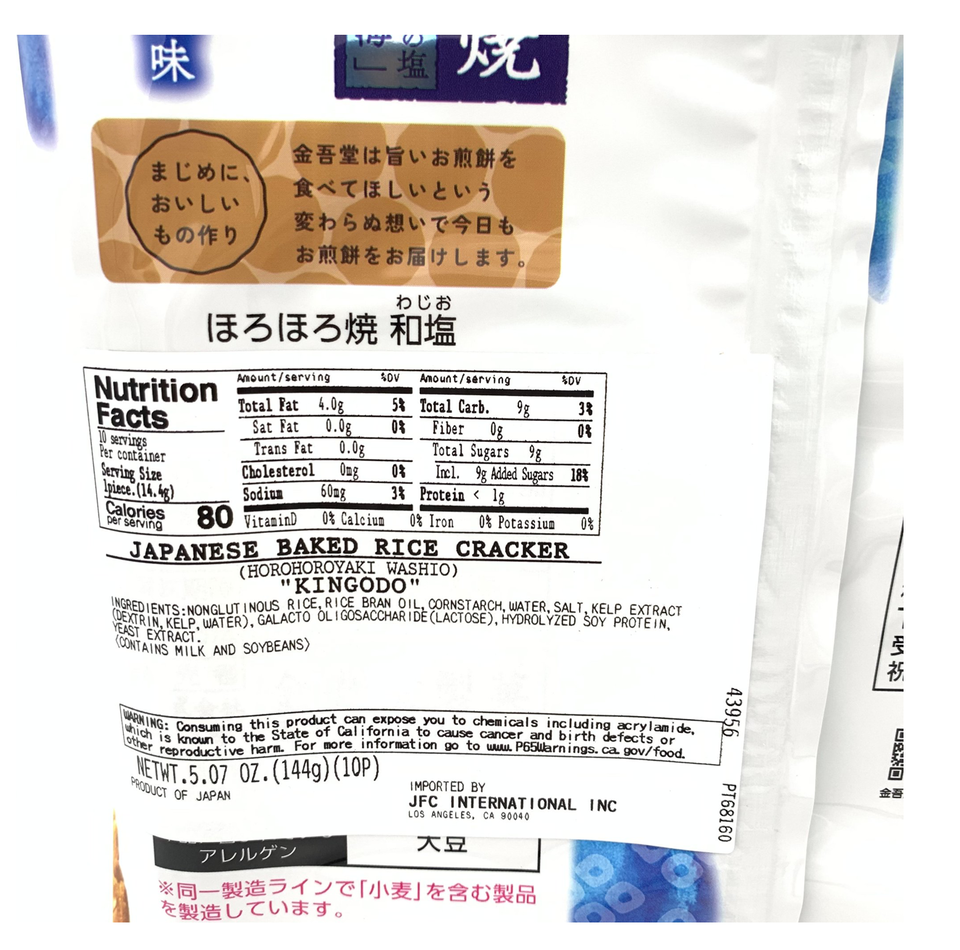 味
の塩
焼
まじめに、
おいしい
もの作り
金吾堂は旨いお煎餅を
食べてほしいという
変わらぬ想いで今日も
お煎餅をお届けします。
わじお
ほろほろ焼 和塩
Nutrition
Facts
10 servings
Per container
Serving Size
1piece.(14.4g)
Calories 80
per serving
Amount/serving %DV
Total Fat 4.0g 5%
Sat Fat 0.0g 0%
Trans Fat 0.0g
Cholesterol 0mg 0%
Sodium 60mg 3%
Amount/serving %DV
Total Carb. 9g 3%
Fiber 0g 0%
Total Sugars 9g
Incl. 9g Added Sugars 18%
Protein < 1g
VitaminD 0% Calcium 0% Iron 0% Potassium 0%
JAPANESE BAKED RICE CRACKER
(HOROHOROYAKI WASHIO)
"KINGODO"
INGREDIENTS:NONGLUTINOUS RICE, RICE BRAN OIL, CORNSTARCH, WATER, SALT, KELP EXTRACT
(DEXTRIN, KELP, WATER), GALACTO OLIGOSACCHARIDE(LACTOSE), HYDROLYZED SOY PROTEIN,
YEAST EXTRACT.
(CONTAINS MILK AND SOYBEANS)
WARNING: Consuming this product can expose you to chemicals including acrylamide,
which is known to the State of California to cause cancer and birth defects or
other reproductive harm. For more information go to www.P65Warnings.ca.gov/food.
NETWT.5.07 OZ.(144g)(10P)
PRODUCT OF JAPAN
IMPORTED BY
JFC INTERNATIONAL INC
LOS ANGELES, CA 90040
43956
PT68160
アレルゲン
大豆
※同一製造ラインで「小麦」を含む製品
を製造しています。
受
祝
金吾